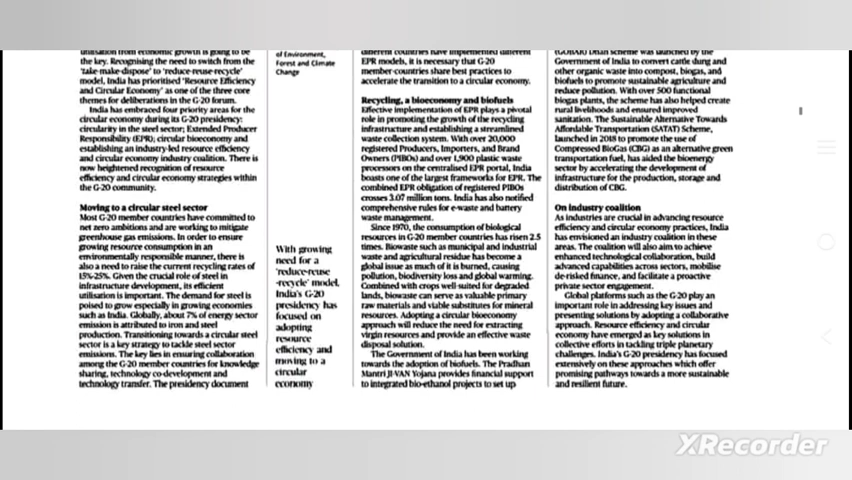 utilisation from economic growth is going to be
the key. Recognising the need to switch from the
'take-make-dispose' to 'reduce-reuse-recycle'
model, India has prioritised 'Resource Efficiency
and Circular Economy' as one of the three core
themes for deliberations in the G-20 forum.
India has embraced four priority areas for the
circular economy during its G-20 presidency:
circularity in the steel sector; Extended Producer
Responsibility (EPR); circular bioeconomy and
establishing an industry-led resource efficiency
and circular economy industry coalition. There is
now heightened recognition of resource
efficiency and circular economy strategies within
the G-20 community.
Moving to a circular steel sector
Most G-20 member countries have committed to
net zero ambitions and are working to mitigate
greenhouse gas emissions. In order to ensure
growing resource consumption in an
environmentally responsible manner, there is
also a need to raise the current recycling rates of
15%-25%. Given the crucial role of steel in
infrastructure development, its efficient
utilisation is important. The demand for steel is
poised to grow especially in growing economies
such as India. Globally, about 7% of energy sector
emission is attributed to iron and steel
production. Transitioning towards a circular steel
sector is a key strategy to tackle steel sector
emissions. The key lies in ensuring collaboration
among the G-20 member countries for knowledge
sharing, technology co-development and
technology transfer. The presidency document
of Environment,
Forest and Climate
Change
With growing
need for a
'reduce-reuse
-recycle' model,
India's G-20
presidency has
focused on
adopting
resource
efficiency and
moving to a
circular
economy
different countries have implemented different
EPR models, it is necessary that G-20
member-countries share best practices to
accelerate the transition to a circular economy.
Recycling, a bioeconomy and biofuels
Effective implementation of EPR plays a pivotal
role in promoting the growth of the recycling
infrastructure and establishing a streamlined
waste collection system. With over 20,000
registered Producers, Importers, and Brand
Owners (PIBOs) and over 1,900 plastic waste
processors on the centralised EPR portal, India
boasts one of the largest frameworks for EPR. The
combined EPR obligation of registered PIBOs
crosses 3.07 million tons. India has also notified
comprehensive rules for e-waste and battery
waste management.
Since 1970, the consumption of biological
resources in G-20 member countries has risen 2.5
times. Biowaste such as municipal and industrial
waste and agricultural residue has become a
global issue as much of it is burned, causing
pollution, biodiversity loss and global warming.
Combined with crops well-suited for degraded
lands, biowaste can serve as valuable primary
raw materials and viable substitutes for mineral
resources. Adopting a circular bioeconomy
approach will reduce the need for extracting
virgin resources and provide an effective waste
disposal solution.
The Government of India has been working
towards the adoption of biofuels. The Pradhan
Mantri JI-VAN Yojana provides financial support
to integrated bio-ethanol projects to set up
(GOBAR) Dhan scheme was launched by the
Government of India to convert cattle dung and
other organic waste into compost, biogas, and
biofuels to promote sustainable agriculture and
reduce pollution. With over 500 functional
biogas plants, the scheme has also helped create
rural livelihoods and ensured improved
sanitation. The Sustainable Alternative Towards
Affordable Transportation (SATAT) Scheme,
launched in 2018 to promote the use of
Compressed BioGas (CBG) as an alternative green
transportation fuel, has aided the bioenergy
sector by accelerating the development of
infrastructure for the production, storage and
distribution of CBG.
On industry coalition
As industries are crucial in advancing resource
efficiency and circular economy practices, India
has envisioned an industry coalition in these
areas. The coalition will aim to achieve
enhanced technological collaboration, build
advanced capabilities across sectors, mobilise
de-risked finance, and facilitate a proactive
private sector engagement.
Global platforms such as the G-20 play an
important role in addressing key issues and
presenting solutions by adopting a collaborative
approach. Resource efficiency and circular
economy have emerged as key solutions in
collective efforts in tackling triple planetary
challenges. India's G-20 presidency has focused
extensively on these approaches which offer
promising pathways towards a more sustainable
and resilient future.
XRecorder